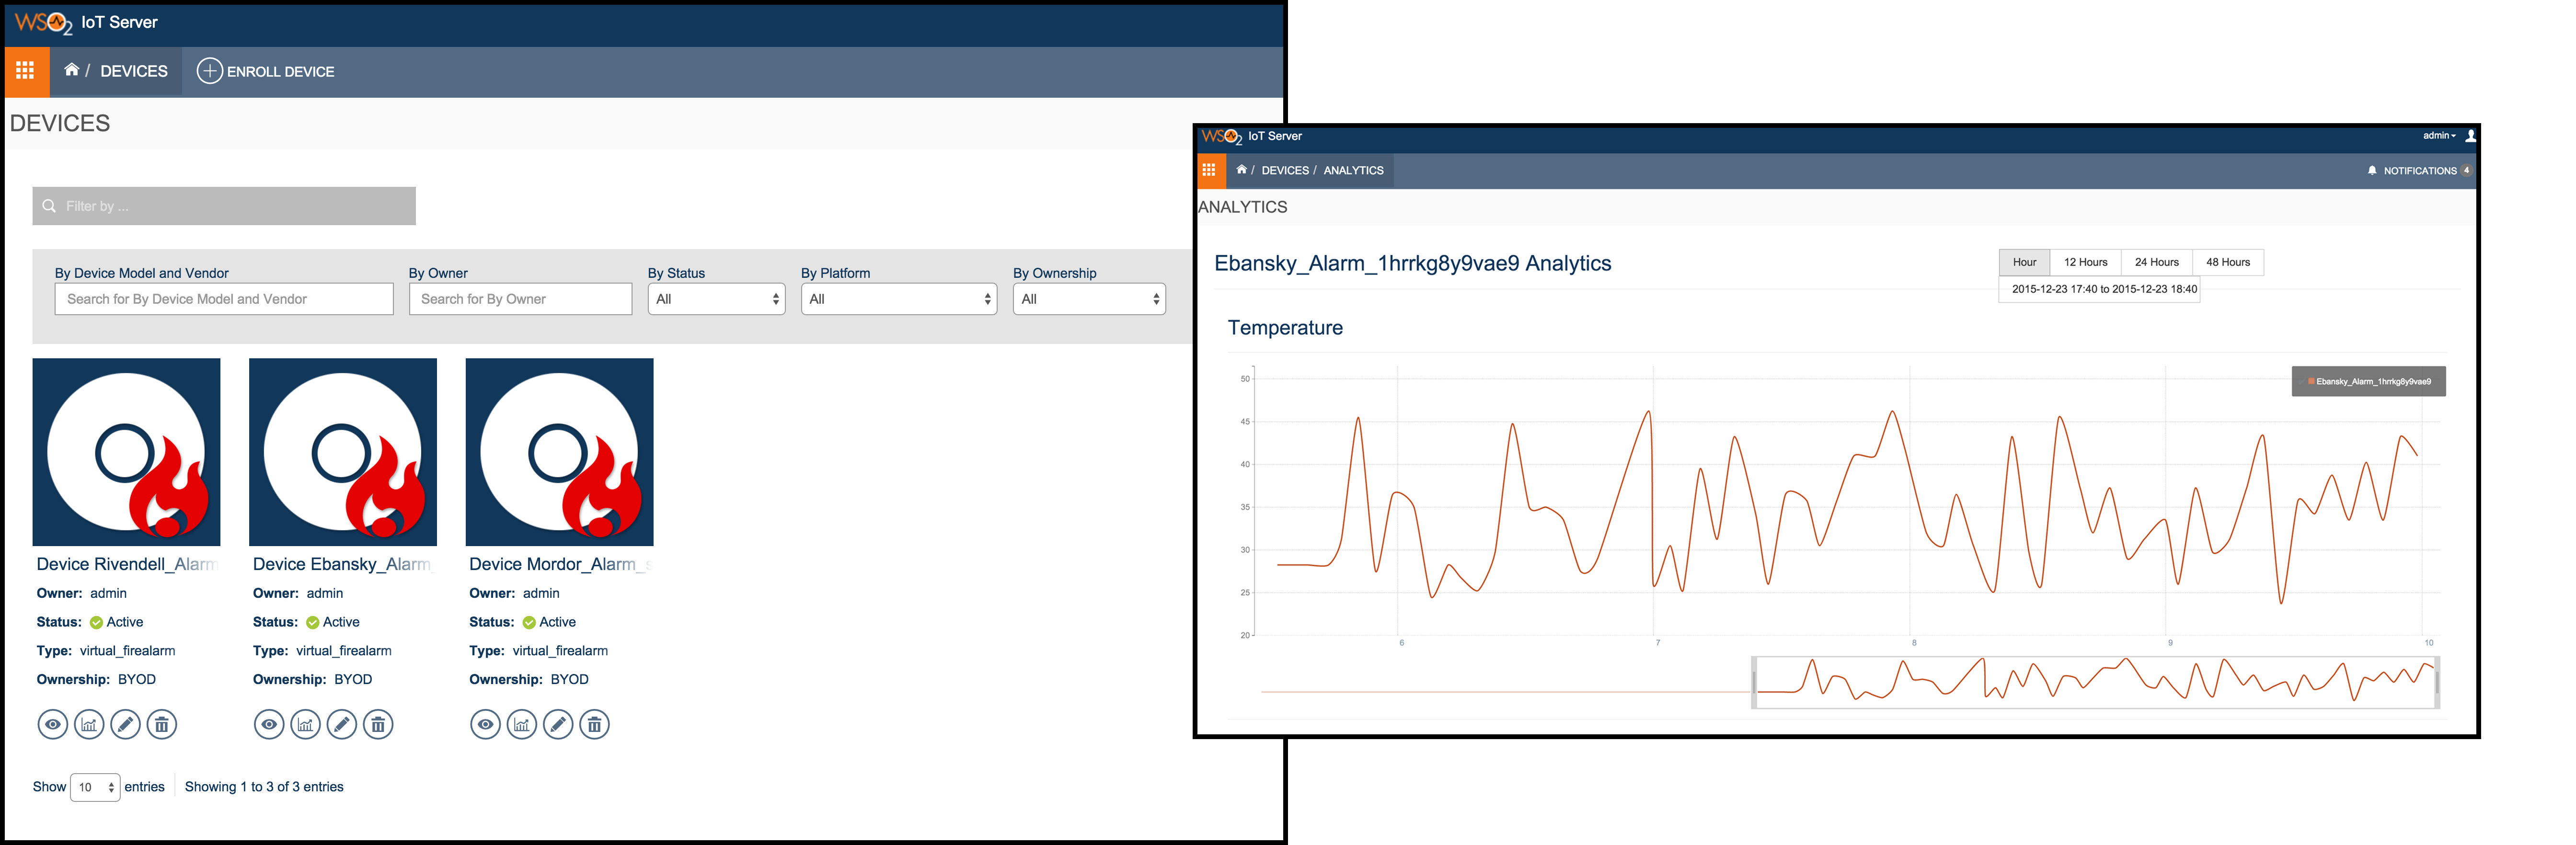 WSO2 IoT Server
/ DEVICES ENROLL DEVICE
DEVICES
Filter by ...
By Device Model and Vendor By Owner By Status By Platform By Ownership
Search for By Device Model and Vendor Search for By Owner All All All
Device Rivendell_Alarm Device Ebansky_Alarm_ Device Mordor_Alarm_s
Owner: admin Owner: admin Owner: admin
Status: Active Status: Active Status: Active
Type: virtual_firealarm Type: virtual_firealarm Type: virtual_firealarm
Ownership: BYOD Ownership: BYOD Ownership: BYOD
Show 10 entries Showing 1 to 3 of 3 entries
WSO2 IoT Server admin
/ DEVICES / ANALYTICS NOTIFICATIONS 4
ANALYTICS
Ebansky_Alarm_1hrrkg8y9vae9 Analytics
Hour 12 Hours 24 Hours 48 Hours
2015-12-23 17:40 to 2015-12-23 18:40
Temperature
Ebansky_Alarm_1hrrkg8y9vae9
50
45
40
35
30
25
20
6 7 8 9 10